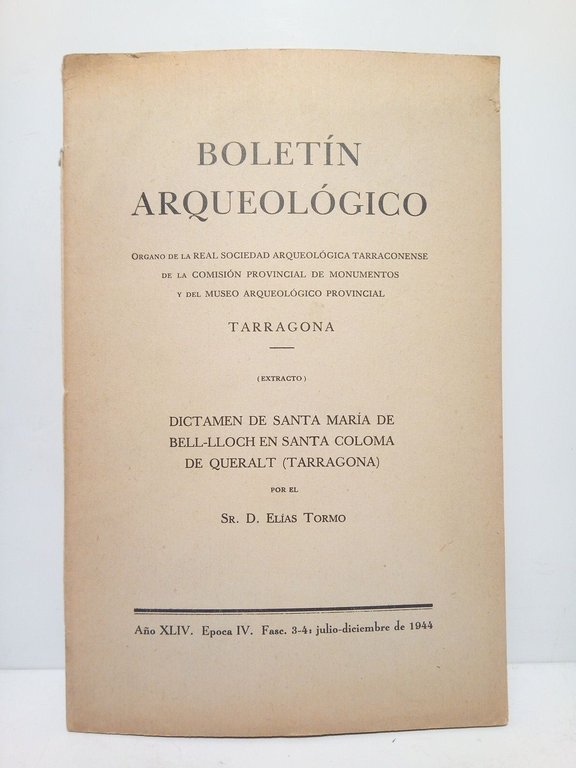 BOLETÍN
ARQUEOLÓGICO
ORGANO DE LA REAL SOCIEDAD ARQUEOLÓGICA TARRACONENSE
DE LA COMISIÓN PROVINCIAL DE MONUMENTOS
Y DEL MUSEO ARQUEOLÓGICO PROVINCIAL
TARRAGONA
(EXTRACTO)
DICTAMEN DE SANTA MARÍA DE
BELL-LLOCH EN SANTA COLOMA
DE QUERALT (TARRAGONA)
POR EL
SR. D. ELÍAS TORMO
Año XLIV. Epoca IV. Fasc. 3-4: julio-diciembre de 1944